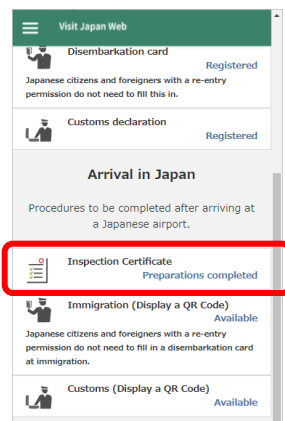 Visit Japan Web
Disembarkation card
Registered
Japanese citizens and foreigners with a re-entry
permission do not need to fill this in.
Customs declaration
Registered
Arrival in Japan
Procedures to be completed after arriving at
a Japanese airport.
Inspection Certificate
Preparations completed
Immigration (Display a QR Code)
Available
Japanese citizens and foreigners with a re-entry
permission do not need to fill in a disembarkation card
at immigration.
Customs (Display a QR Code)
Available